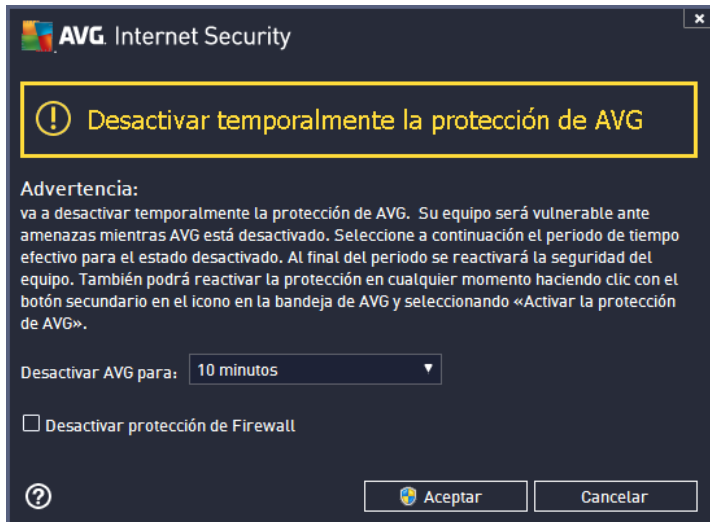 AVG. Internet Security
Desactivar temporalmente la protección de AVG
Advertencia:
va a desactivar temporalmente la protección de AVG. Su equipo será vulnerable ante
amenazas mientras AVG está desactivado. Seleccione a continuación el periodo de tiempo
efectivo para el estado desactivado. Al final del periodo se reactivará la seguridad del
equipo. También podrá reactivar la protección en cualquier momento haciendo clic con el
botón secundario en el icono en la bandeja de AVG y seleccionando «Activar la protección
de AVG».
Desactivar AVG para: 10 minutos
Desactivar protección de Firewall
Aceptar Cancelar